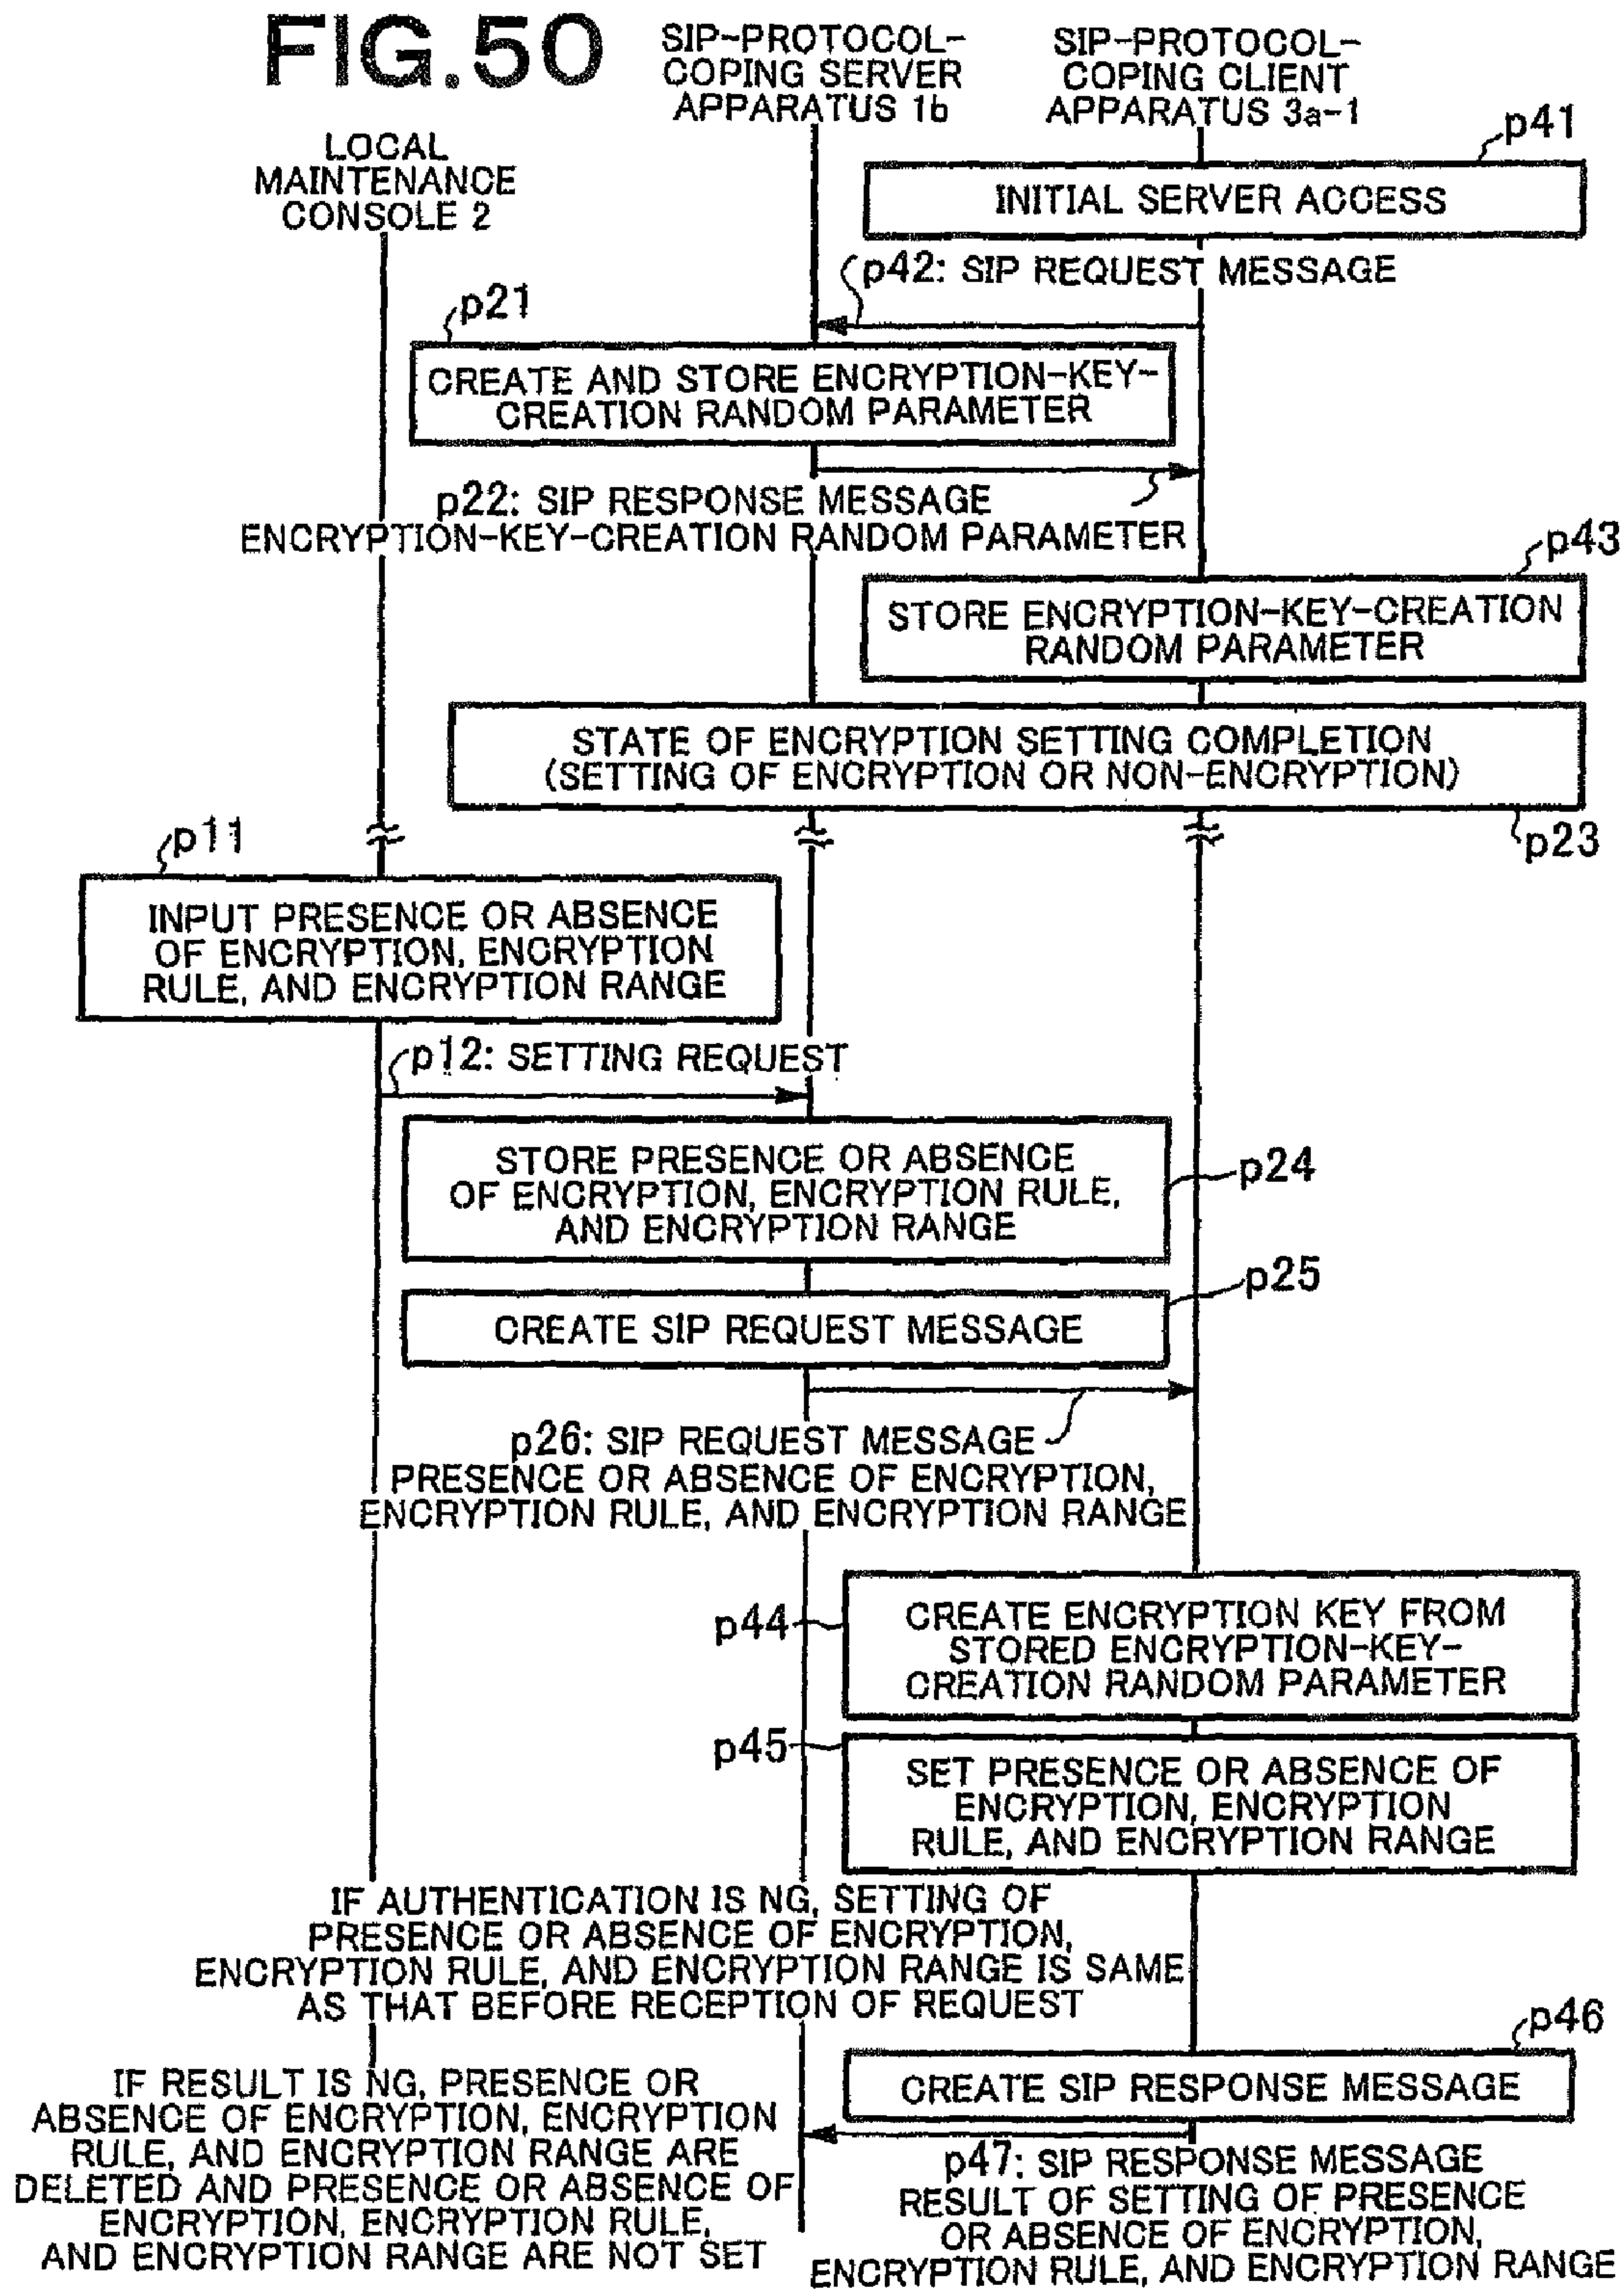 FIG.50
SIP-PROTOCOL-
COPING SERVER
APPARATUS 1b
SIP-PROTOCOL-
COPING CLIENT
APPARATUS 3a-1
LOCAL
MAINTENANCE
CONSOLE 2
p41
INITIAL SERVER ACCESS
p42: SIP REQUEST MESSAGE
p21
CREATE AND STORE ENCRYPTION-KEY-
CREATION RANDOM PARAMETER
p22: SIP RESPONSE MESSAGE
ENCRYPTION-KEY-CREATION RANDOM PARAMETER
p43
STORE ENCRYPTION-KEY-CREATION
RANDOM PARAMETER
STATE OF ENCRYPTION SETTING COMPLETION
(SETTING OF ENCRYPTION OR NON-ENCRYPTION)
p23
p11
INPUT PRESENCE OR ABSENCE
OF ENCRYPTION, ENCRYPTION
RULE, AND ENCRYPTION RANGE
p12: SETTING REQUEST
STORE PRESENCE OR ABSENCE
OF ENCRYPTION, ENCRYPTION RULE,
AND ENCRYPTION RANGE
p24
p25
CREATE SIP REQUEST MESSAGE
p26: SIP REQUEST MESSAGE
PRESENCE OR ABSENCE OF ENCRYPTION,
ENCRYPTION RULE, AND ENCRYPTION RANGE
p44
CREATE ENCRYPTION KEY FROM
STORED ENCRYPTION-KEY-
CREATION RANDOM PARAMETER
p45
SET PRESENCE OR ABSENCE OF
ENCRYPTION, ENCRYPTION
RULE, AND ENCRYPTION RANGE
IF AUTHENTICATION IS NG, SETTING OF
PRESENCE OR ABSENCE OF ENCRYPTION,
ENCRYPTION RULE, AND ENCRYPTION RANGE IS SAME
AS THAT BEFORE RECEPTION OF REQUEST
p46
CREATE SIP RESPONSE MESSAGE
IF RESULT IS NG, PRESENCE OR
ABSENCE OF ENCRYPTION, ENCRYPTION
RULE, AND ENCRYPTION RANGE ARE
DELETED AND PRESENCE OR ABSENCE OF
ENCRYPTION, ENCRYPTION RULE,
AND ENCRYPTION RANGE ARE NOT SET
p47: SIP RESPONSE MESSAGE
RESULT OF SETTING OF PRESENCE
OR ABSENCE OF ENCRYPTION,
ENCRYPTION RULE, AND ENCRYPTION RANGE